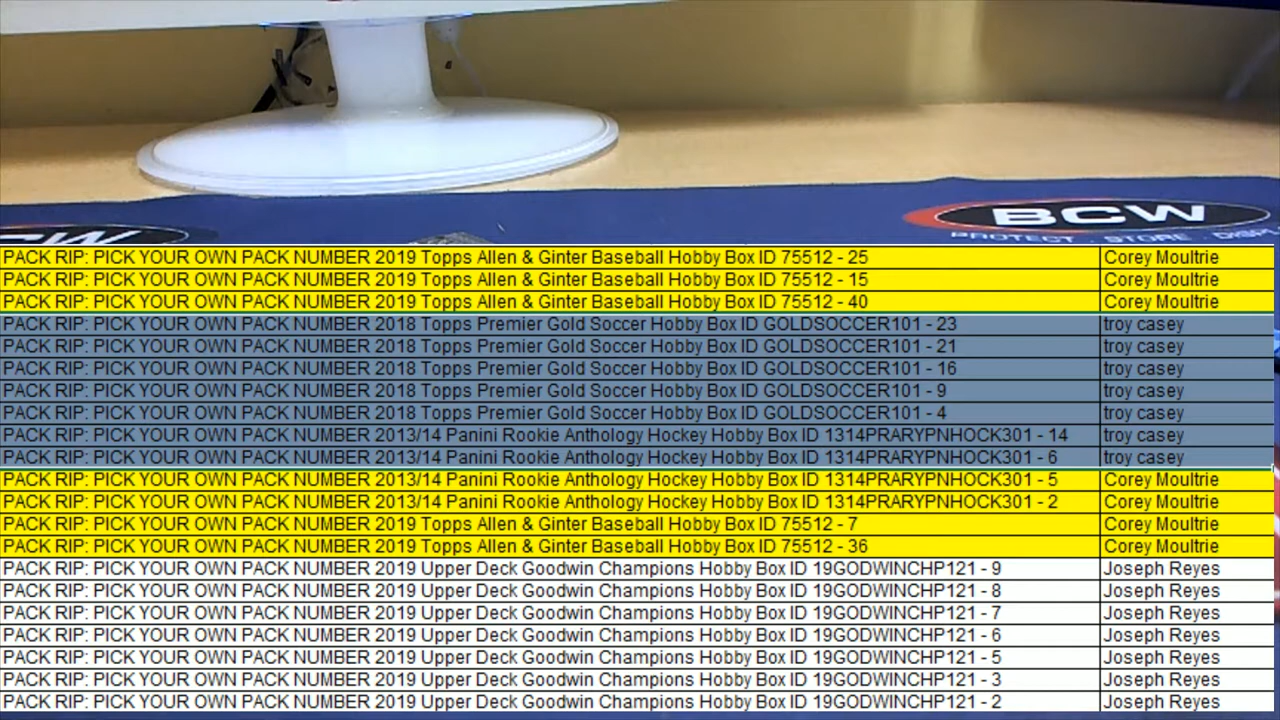 BCW
PROTECT . STORE . DISPL
PACK RIP: PICK YOUR OWN PACK NUMBER 2019 Topps Allen & Ginter Baseball Hobby Box ID 75512 - 25 Corey Moultrie
PACK RIP: PICK YOUR OWN PACK NUMBER 2019 Topps Allen & Ginter Baseball Hobby Box ID 75512 - 15 Corey Moultrie
PACK RIP: PICK YOUR OWN PACK NUMBER 2019 Topps Allen & Ginter Baseball Hobby Box ID 75512 - 40 Corey Moultrie
PACK RIP: PICK YOUR OWN PACK NUMBER 2018 Topps Premier Gold Soccer Hobby Box ID GOLDSOCCER101 - 23 troy casey
PACK RIP: PICK YOUR OWN PACK NUMBER 2018 Topps Premier Gold Soccer Hobby Box ID GOLDSOCCER101 - 21 troy casey
PACK RIP: PICK YOUR OWN PACK NUMBER 2018 Topps Premier Gold Soccer Hobby Box ID GOLDSOCCER101 - 16 troy casey
PACK RIP: PICK YOUR OWN PACK NUMBER 2018 Topps Premier Gold Soccer Hobby Box ID GOLDSOCCER101 - 9 troy casey
PACK RIP: PICK YOUR OWN PACK NUMBER 2018 Topps Premier Gold Soccer Hobby Box ID GOLDSOCCER101 - 4 troy casey
PACK RIP: PICK YOUR OWN PACK NUMBER 2013/14 Panini Rookie Anthology Hockey Hobby Box ID 1314PRARYPNHOCK301 - 14 troy casey
PACK RIP: PICK YOUR OWN PACK NUMBER 2013/14 Panini Rookie Anthology Hockey Hobby Box ID 1314PRARYPNHOCK301 - 6 troy casey
PACK RIP: PICK YOUR OWN PACK NUMBER 2013/14 Panini Rookie Anthology Hockey Hobby Box ID 1314PRARYPNHOCK301 - 5 Corey Moultrie
PACK RIP: PICK YOUR OWN PACK NUMBER 2013/14 Panini Rookie Anthology Hockey Hobby Box ID 1314PRARYPNHOCK301 - 2 Corey Moultrie
PACK RIP: PICK YOUR OWN PACK NUMBER 2019 Topps Allen & Ginter Baseball Hobby Box ID 75512 - 7 Corey Moultrie
PACK RIP: PICK YOUR OWN PACK NUMBER 2019 Topps Allen & Ginter Baseball Hobby Box ID 75512 - 36 Corey Moultrie
PACK RIP: PICK YOUR OWN PACK NUMBER 2019 Upper Deck Goodwin Champions Hobby Box ID 19GODWINCHP121 - 9 Joseph Reyes
PACK RIP: PICK YOUR OWN PACK NUMBER 2019 Upper Deck Goodwin Champions Hobby Box ID 19GODWINCHP121 - 8 Joseph Reyes
PACK RIP: PICK YOUR OWN PACK NUMBER 2019 Upper Deck Goodwin Champions Hobby Box ID 19GODWINCHP121 - 7 Joseph Reyes
PACK RIP: PICK YOUR OWN PACK NUMBER 2019 Upper Deck Goodwin Champions Hobby Box ID 19GODWINCHP121 - 6 Joseph Reyes
PACK RIP: PICK YOUR OWN PACK NUMBER 2019 Upper Deck Goodwin Champions Hobby Box ID 19GODWINCHP121 - 5 Joseph Reyes
PACK RIP: PICK YOUR OWN PACK NUMBER 2019 Upper Deck Goodwin Champions Hobby Box ID 19GODWINCHP121 - 3 Joseph Reyes
PACK RIP: PICK YOUR OWN PACK NUMBER 2019 Upper Deck Goodwin Champions Hobby Box ID 19GODWINCHP121 - 2 Joseph Reyes